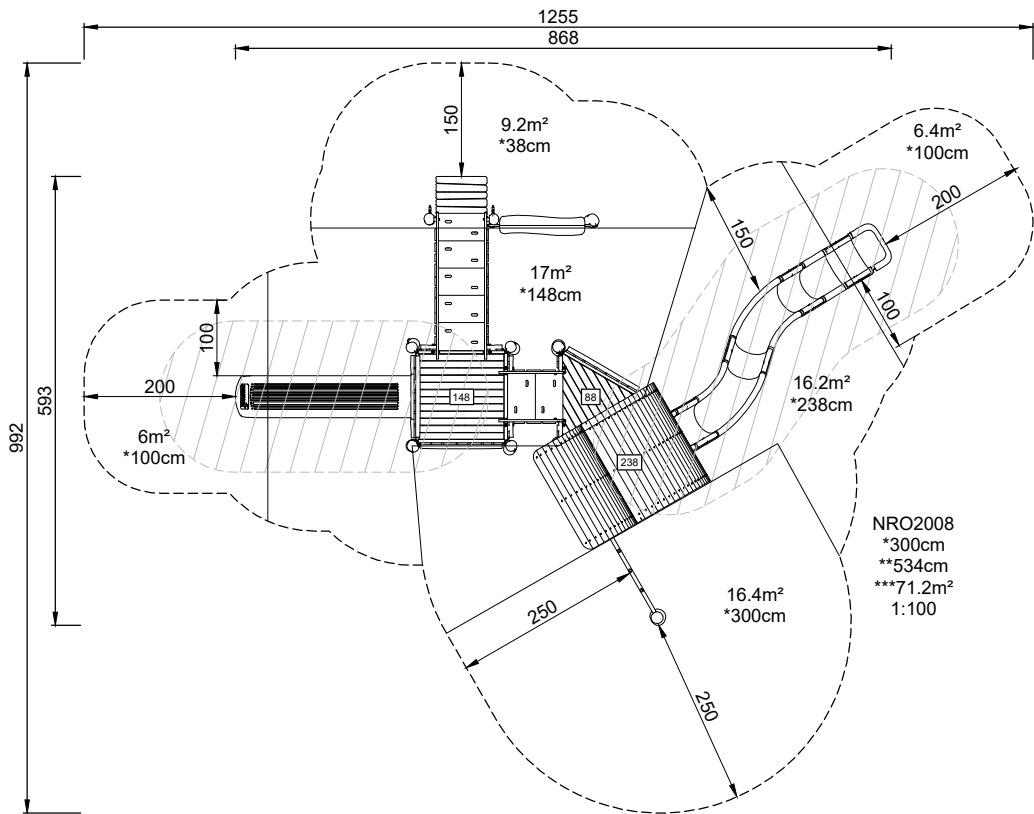 1255
868
150
9.2m²
*38cm
6.4m²
*100cm
200
150
100
17m²
*148cm
100
200
6m²
*100cm
148
88
238
16.2m²
*238cm
593
992
NRO2008
*300cm
**534cm
***71.2m²
1:100
16.4m²
*300cm
250
250